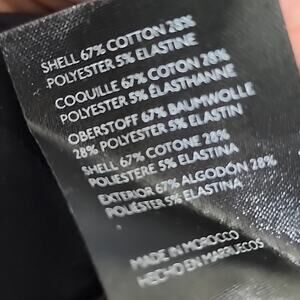 SHELL 67% COTTON 28%
POLYESTER 5% ELASTINE
COQUILLE 67% COTON 28%
POLYESTER 5% ÉLASTHANNE
OBERSTOFF 67% BAUMWOLLE
28% POLYESTER 5% ELASTIN
SHELL 67% COTONE 28%
POLIESTERE 5% ELASTINA
EXTERIOR 67% ALGODÓN 28%
POLIÉSTER 5% ELASTINA
MADE IN MOROCCO
HECHO EN MARRUECOS